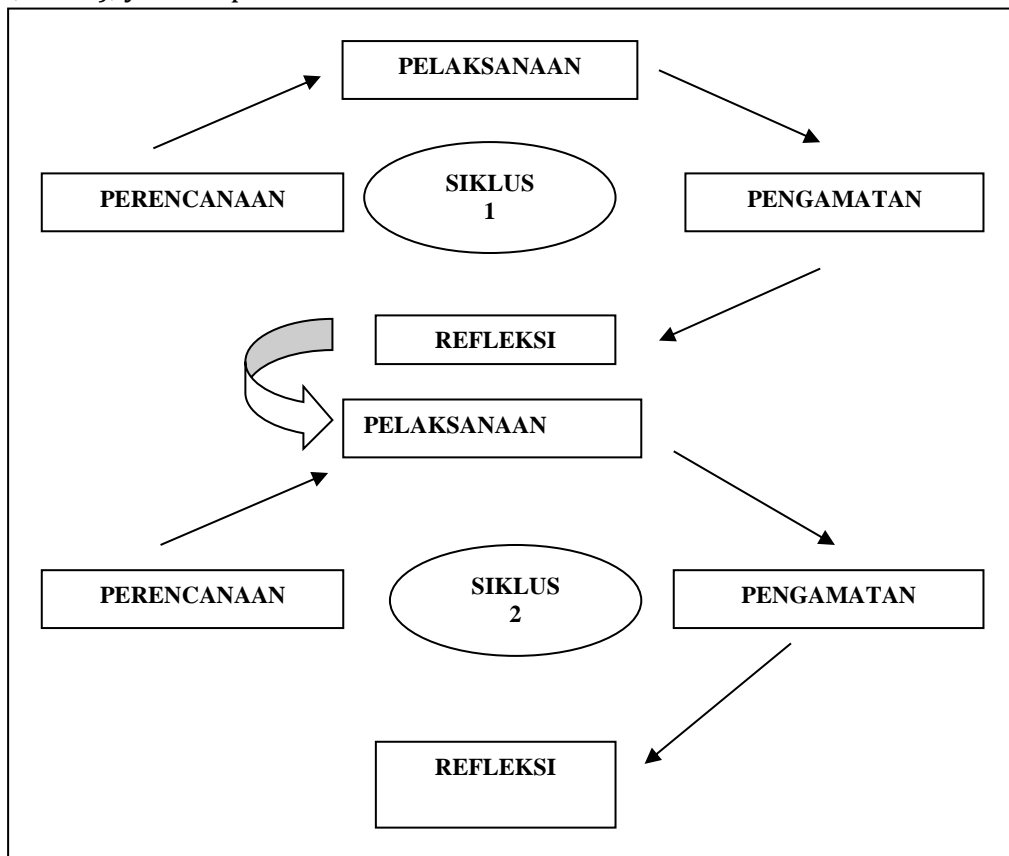 PELAKSANAAN
PERENCANAAN
SIKLUS
1
PENGAMATAN
REFLEKSI
PELAKSANAAN
PERENCANAAN
SIKLUS
2
PENGAMATAN
REFLEKSI